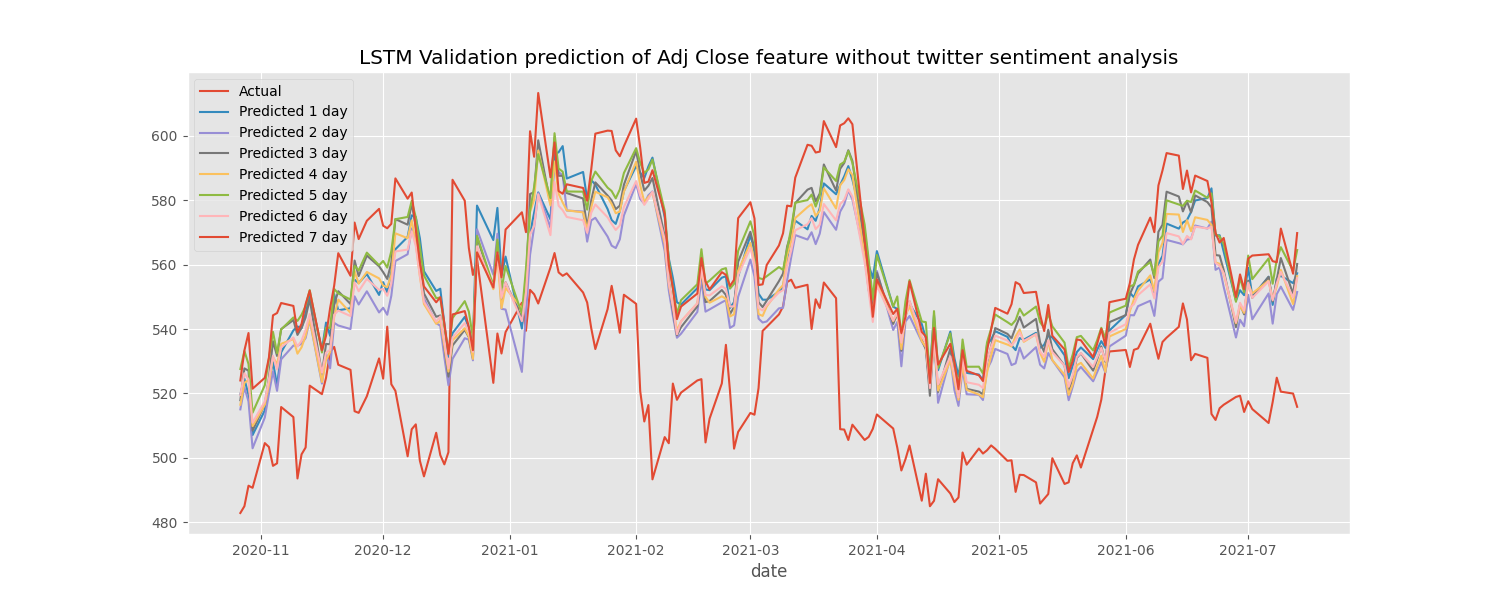 LSTM Validation prediction of Adj Close feature without twitter sentiment analysis
Actual
Predicted 1 day
Predicted 2 day
Predicted 3 day
Predicted 4 day
Predicted 5 day
Predicted 6 day
Predicted 7 day
600
580
560
540
520
500
480
2020-11 2020-12 2021-01 2021-02 2021-03 2021-04 2021-05 2021-06 2021-07
date